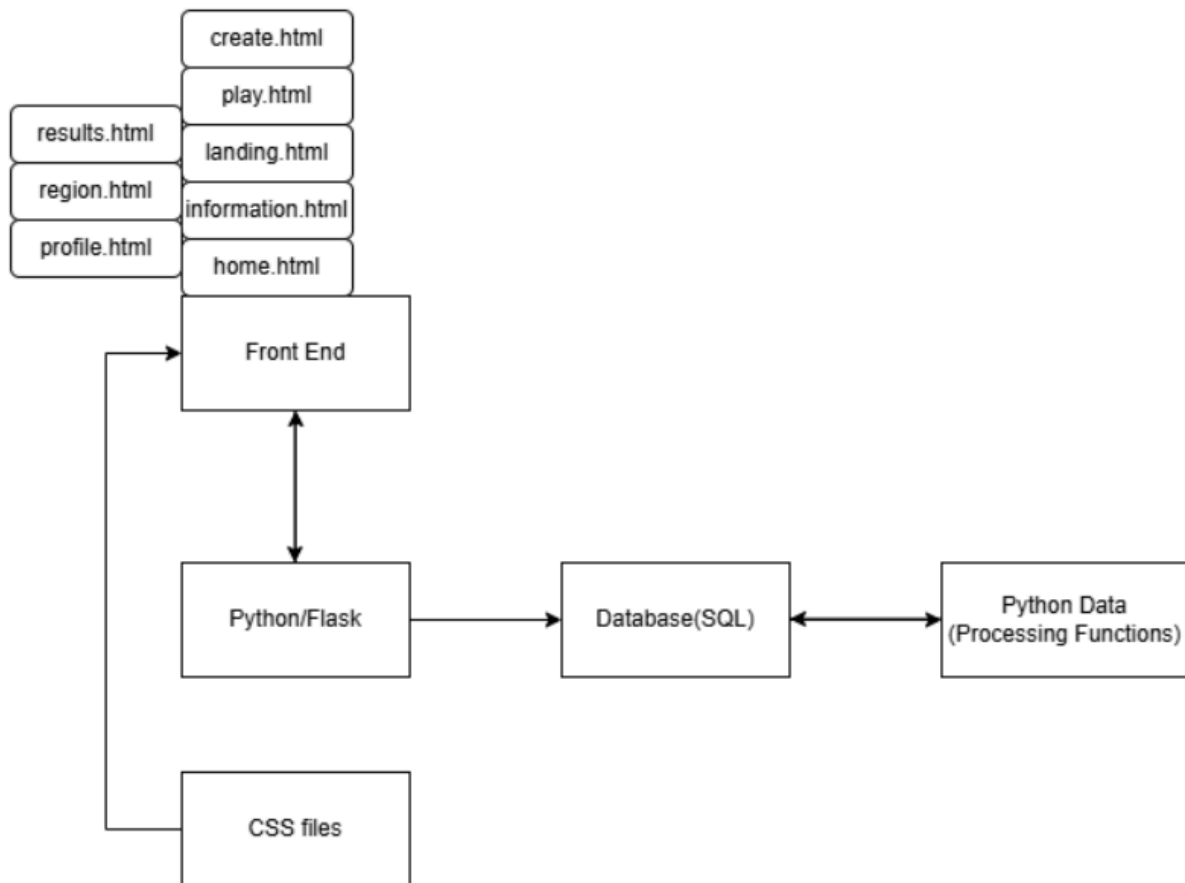 create.html
play.html
results.html
landing.html
region.html
information.html
profile.html
home.html
Front End
Python/Flask
Database(SQL)
Python Data
(Processing Functions)
CSS files